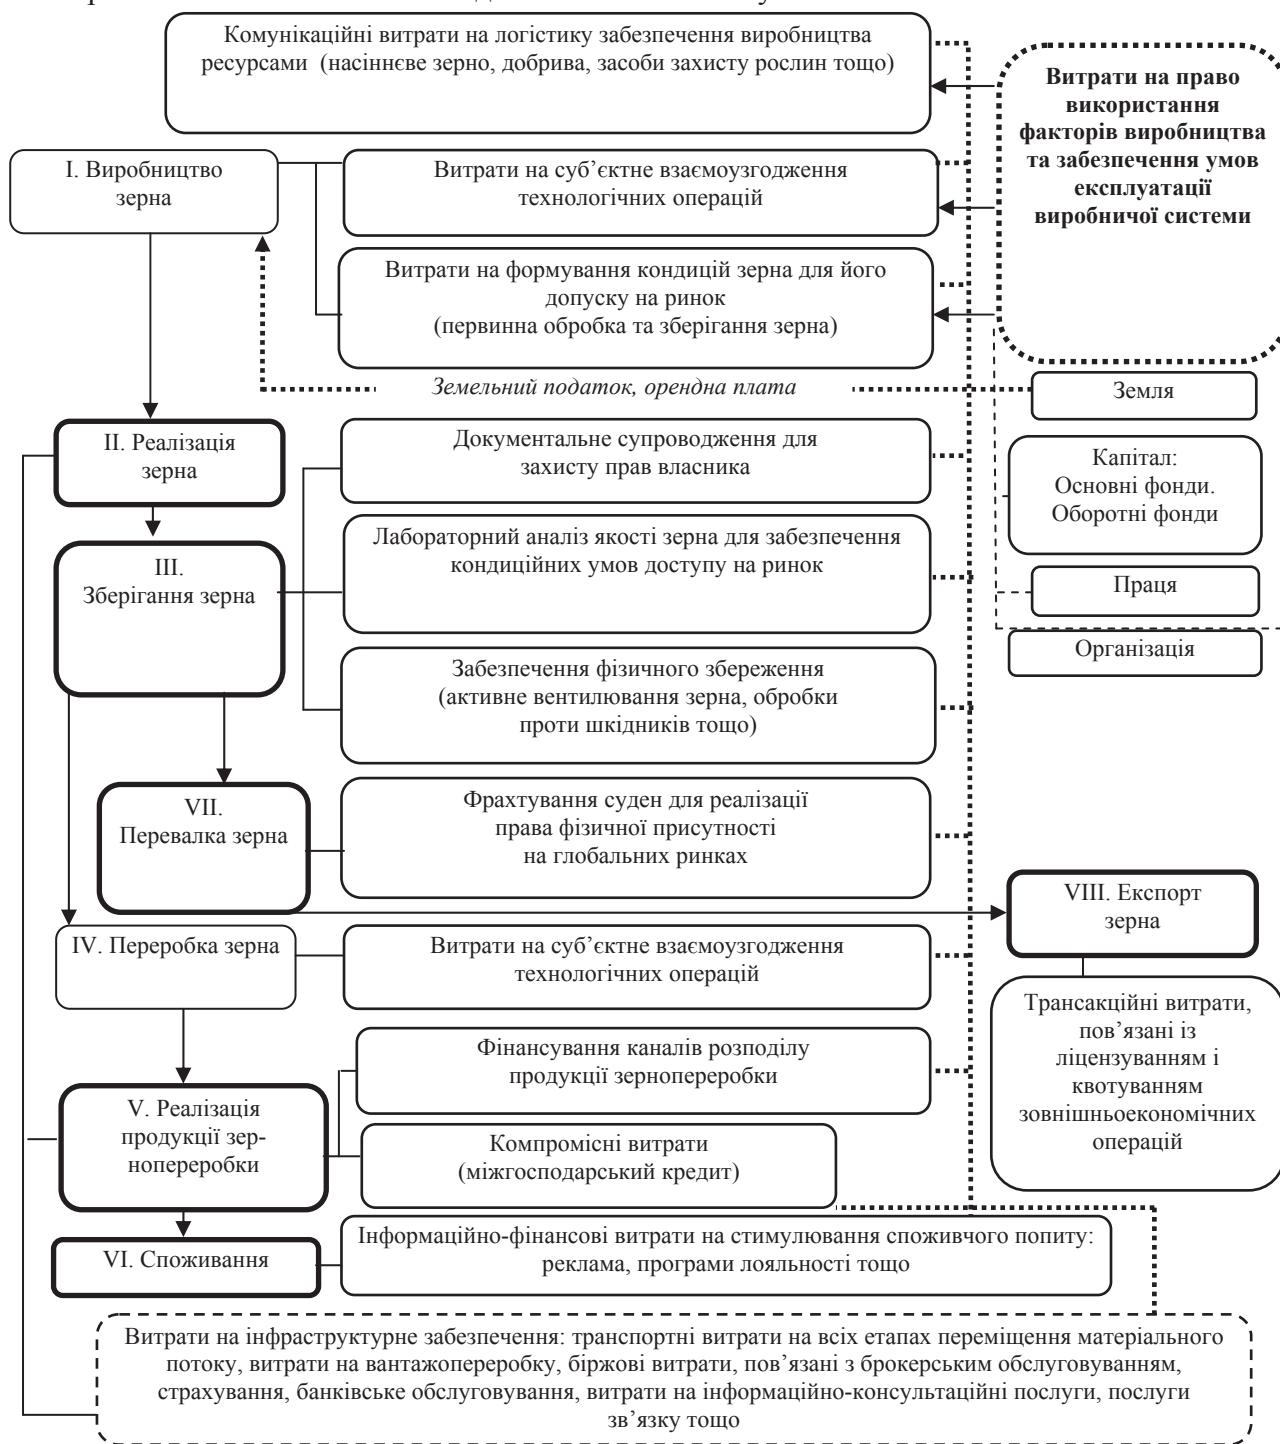 Комунікаційні витрати на логістику забезпечення виробництва
ресурсами (насіннєве зерно, добрива, засоби захисту рослин тощо)
Витрати на право
використання
факторів виробництва
та забезпечення умов
експлуатації
виробничої системи
І. Виробництво
зерна
Витрати на суб’єктне взаємоузгодження
технологічних операцій
Витрати на формування кондицій зерна для його
допуску на ринок
(первинна обробка та зберігання зерна)
Земельний податок, орендна плата
Земля
ІІ. Реалізація
зерна
Документальне супроводження для
захисту прав власника
Капітал:
Основні фонди.
Оборотні фонди
ІІІ.
Зберігання зерна
Лабораторний аналіз якості зерна для забезпечення
кондиційних умов доступу на ринок
Праця
Організація
Забезпечення фізичного збереження
(активне вентилювання зерна, обробки
проти шкідників тощо)
VII.
Перевалка зерна
Фрахтування суден для реалізації
права фізичної присутності
на глобальних ринках
VIII. Експорт
зерна
IV. Переробка зерна
Витрати на суб’єктне взаємоузгодження
технологічних операцій
Трансакційні витрати,
пов’язані із
ліцензуванням і
квотуванням
зовнішньоекономічних
операцій
Фінансування каналів розподілу
продукції зернопереробки
V. Реалізація
продукції зер-
нопереробки
Компромісні витрати
(міжгосподарський кредит)
VI. Споживання
Інформаційно-фінансові витрати на стимулювання споживчого попиту:
реклама, програми лояльності тощо
Витрати на інфраструктурне забезпечення: транспортні витрати на всіх етапах переміщення матеріального
потоку, витрати на вантажопереробку, біржові витрати, пов’язані з брокерським обслуговуванням,
страхування, банківське обслуговування, витрати на інформаційно-консультаційні послуги, послуги
зв’язку тощо